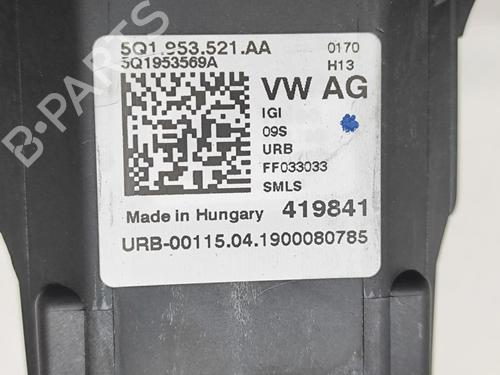 5Q1.953.521.AA 0170
5Q1953569A H13
VW AG
IGI
09S
URB
FF033033
SMLS
Made in Hungary 419841
URB-00115.04.1900080785
B-PARTS